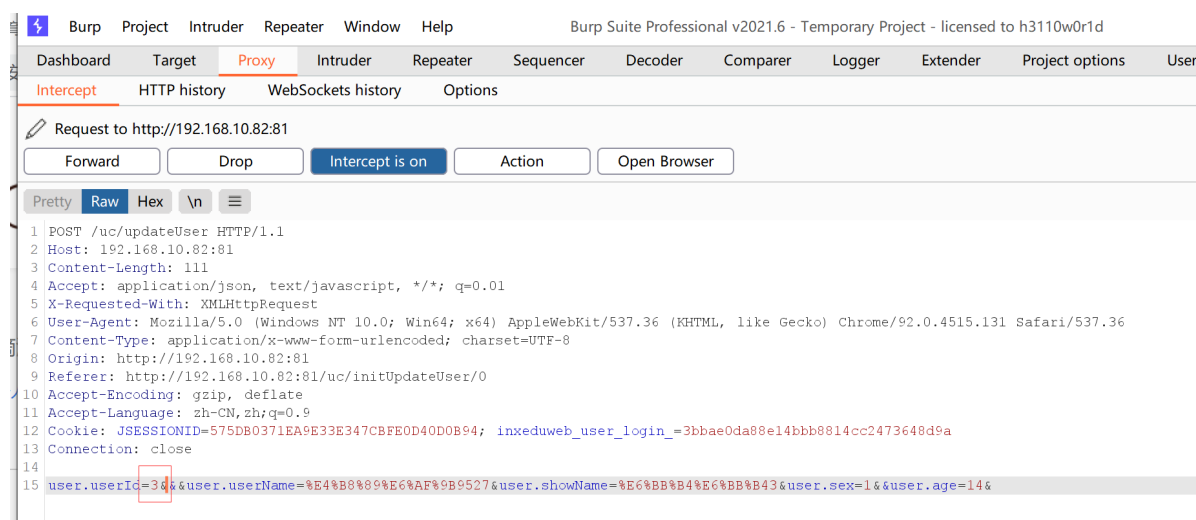 Burp Project Intruder Repeater Window Help Burp Suite Professional v2021.6 - Temporary Project - licensed to h3110w0r1d
Dashboard Target Proxy Intruder Repeater Sequencer Decoder Comparer Logger Extender Project options User
Intercept HTTP history WebSockets history Options
Request to http://192.168.10.82:81
Forward Drop Intercept is on Action Open Browser
Pretty Raw Hex \n
1 POST /uc/updateUser HTTP/1.1
2 Host: 192.168.10.82:81
3 Content-Length: 111
4 Accept: application/json, text/javascript, */*; q=0.01
5 X-Requested-With: XMLHttpRequest
6 User-Agent: Mozilla/5.0 (Windows NT 10.0; Win64; x64) AppleWebKit/537.36 (KHTML, like Gecko) Chrome/92.0.4515.131 Safari/537.36
7 Content-Type: application/x-www-form-urlencoded; charset=UTF-8
8 Origin: http://192.168.10.82:81
9 Referer: http://192.168.10.82:81/uc/initUpdateUser/0
10 Accept-Encoding: gzip, deflate
11 Accept-Language: zh-CN,zh;q=0.9
12 Cookie: JSESSIONID=575DB0371EA9E33E347CBFE0D40D0B94; inxeduweb_user_login_=3bbae0da88e14bbb8814cc2473648d9a
13 Connection: close
14
15 user.userId=3&&&user.userName=%E4%B8%89%E6%AF%9B9527&user.showName=%E6%BB%B4%E6%BB%B43&user.sex=1&&user.age=14&